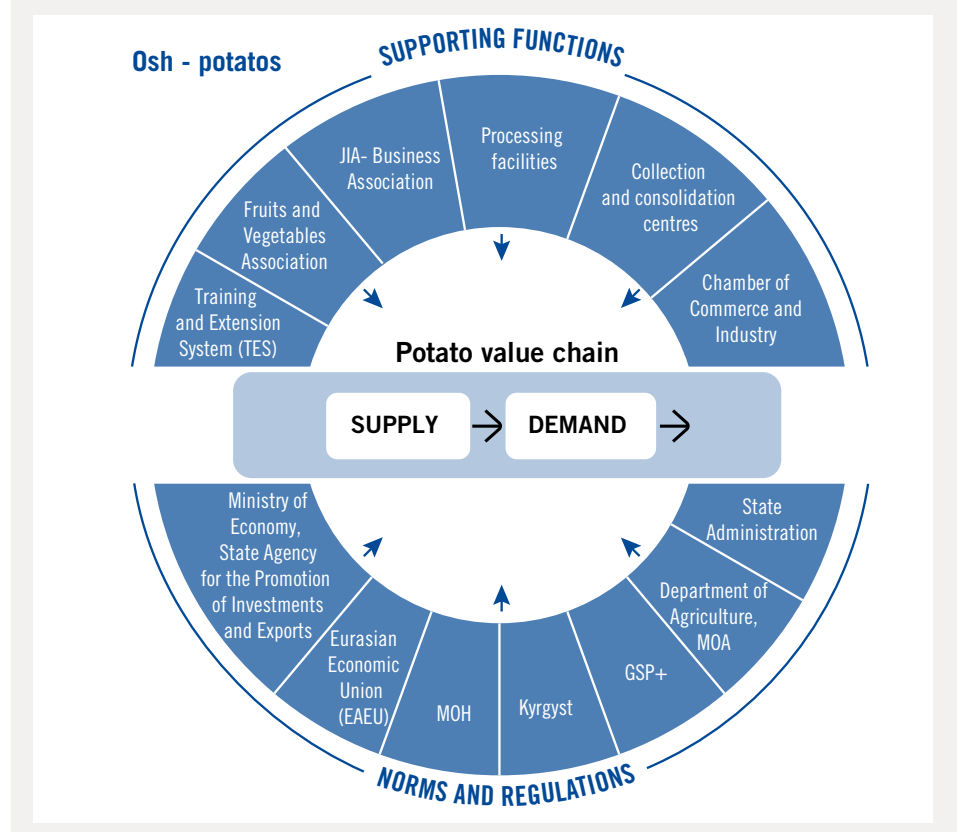 Osh - potatos
SUPPORTING FUNCTIONS
Training
and Extension
System (TES)
Fruits and
Vegetables
Association
JIA- Business
Association
Processing
facilities
Collection
and consolidation
centres
Chamber of
Commerce and
Industry
Potato value chain
SUPPLY
DEMAND
Ministry of
Economy,
State Agency
for the Promotion
of Investments
and Exports
Eurasian
Economic
Union
(EAEU)
MOH
Kyrgyst
GSP+
Department of
Agriculture,
MOA
State
Administration
NORMS AND REGULATIONS